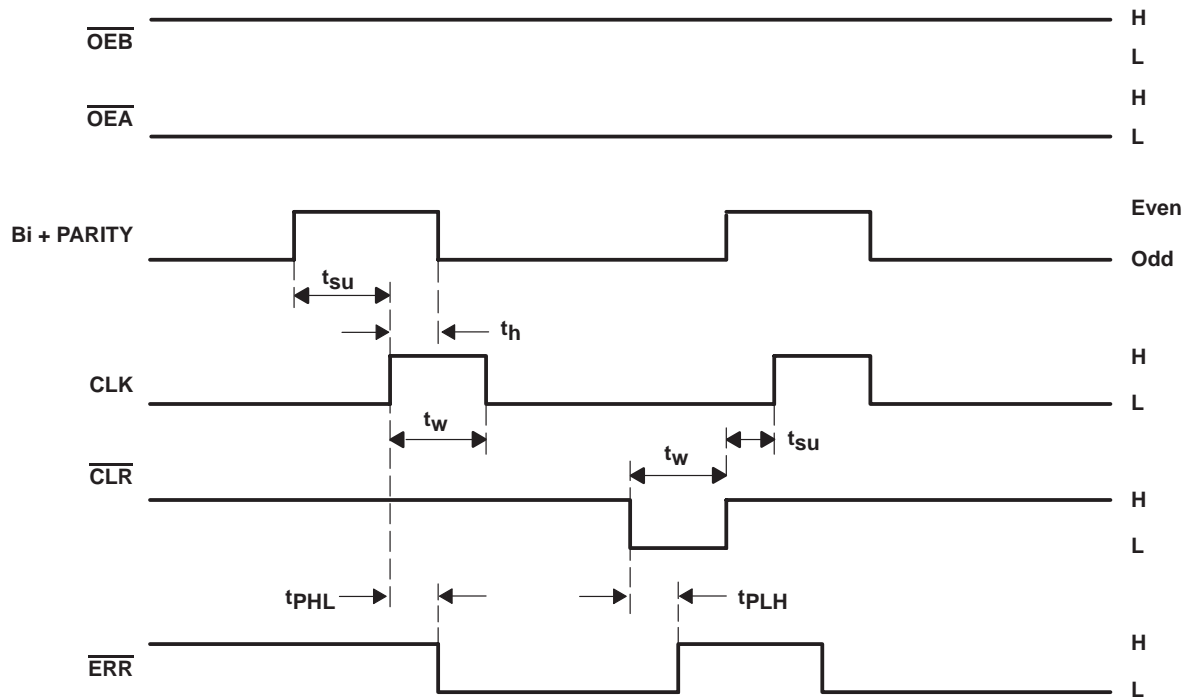 OEB
H
L
OEA
H
L
Bi + PARITY
Even
Odd
tsu
th
CLK
H
L
tw
tsu
CLR
tw
H
L
tPHL
tPLH
ERR
H
L